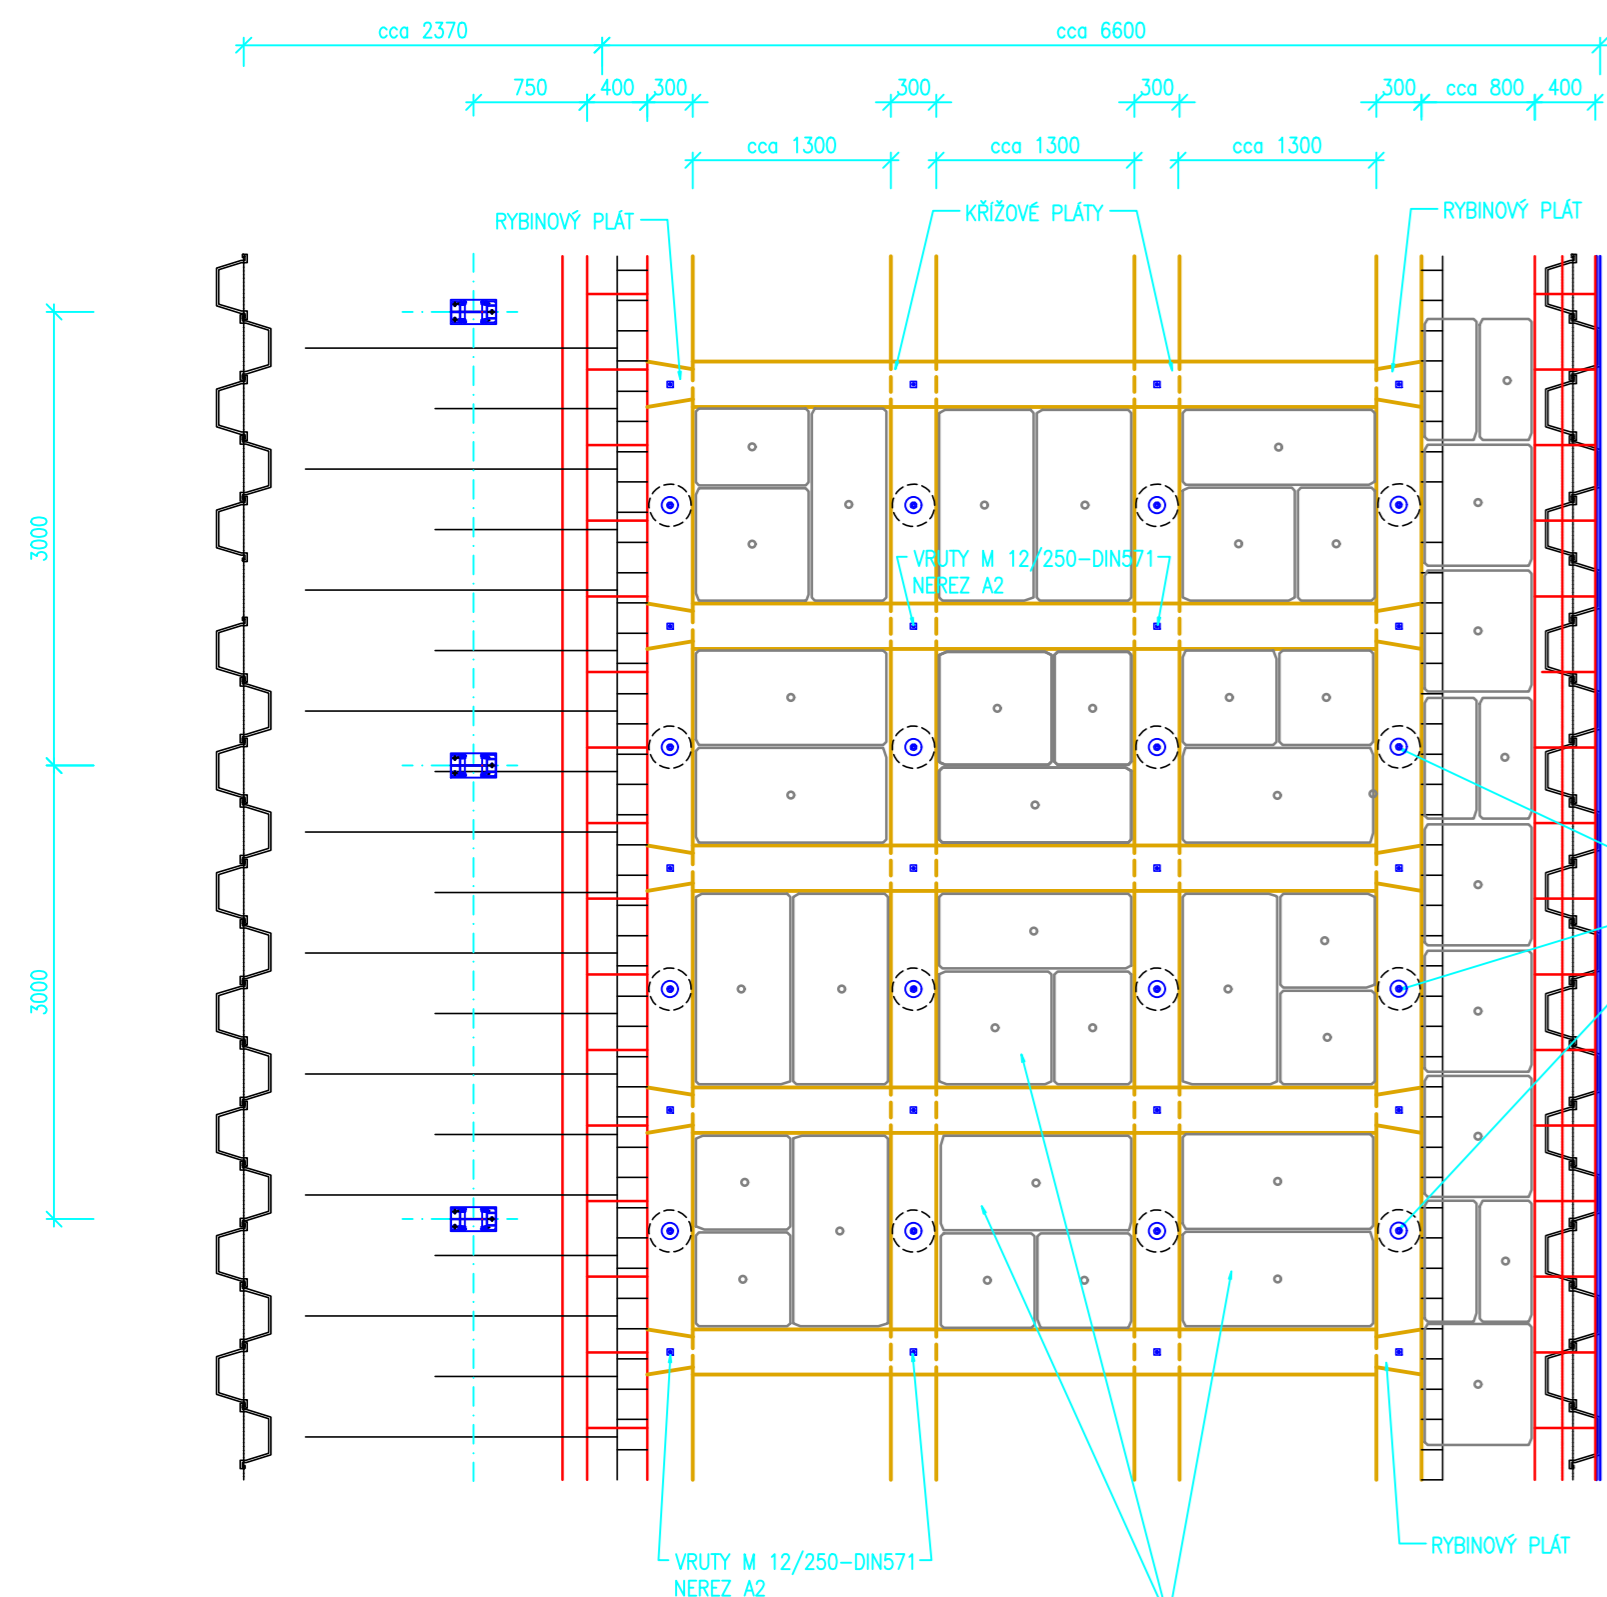 cca 2370
cca 6600
750
400
300
300
300
300
cca 800
400
cca 1300
cca 1300
cca 1300
RYBINOVÝ PLÁT
KŘÍŽOVÉ PLÁTY
RYBINOVÝ PLÁT
3000
VRUTY M 12/250-DIN571
NEREZ A2
3000
RYBINOVÝ PLÁT
VRUTY M 12/250-DIN571
NEREZ A2